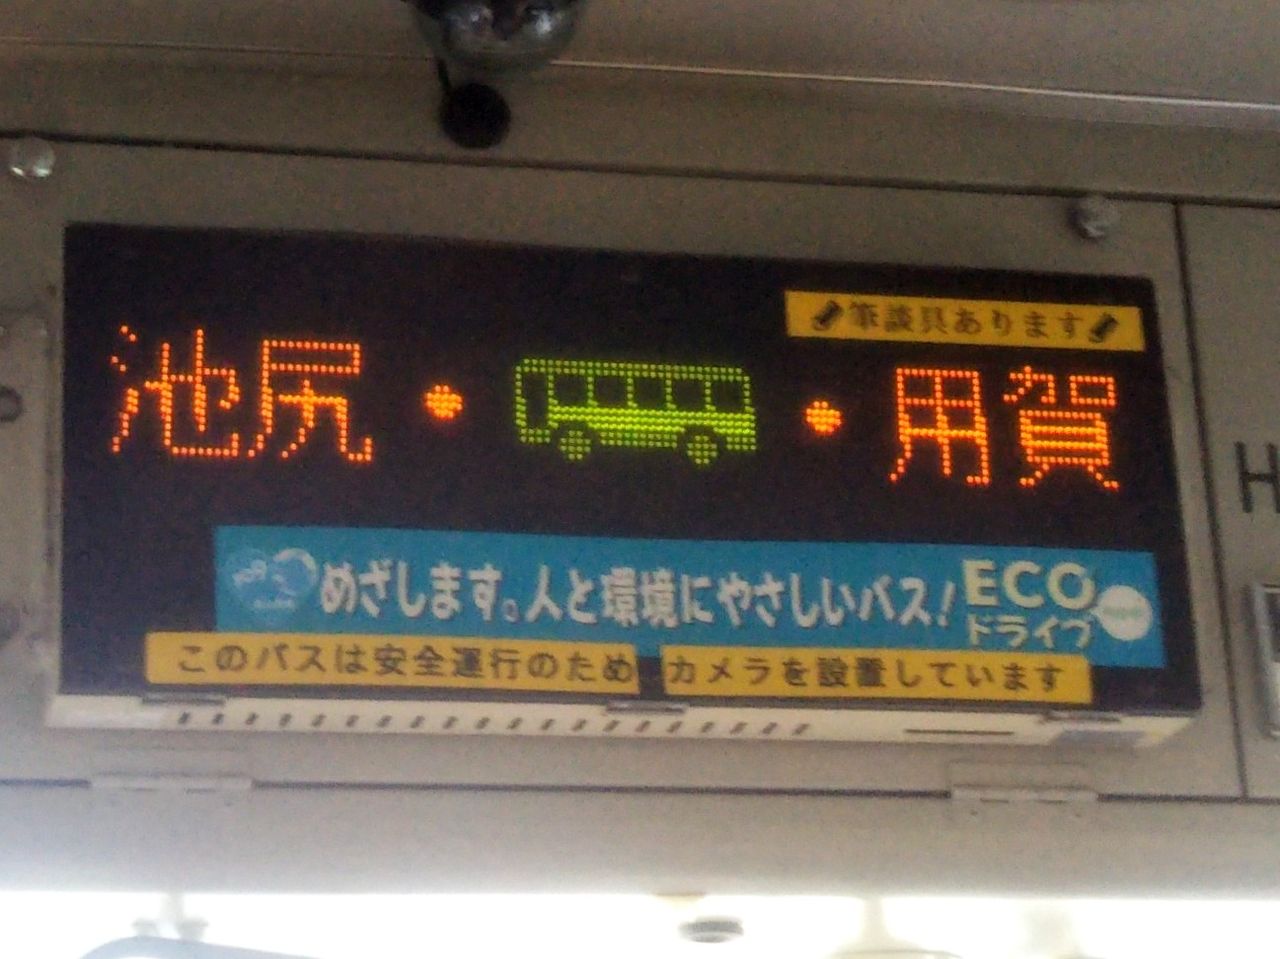 筆談具あります
池尻・・用賀
めざします。人と環境にやさしいバス！ECOドライブ
このバスは安全運行のため カメラを設置しています
H